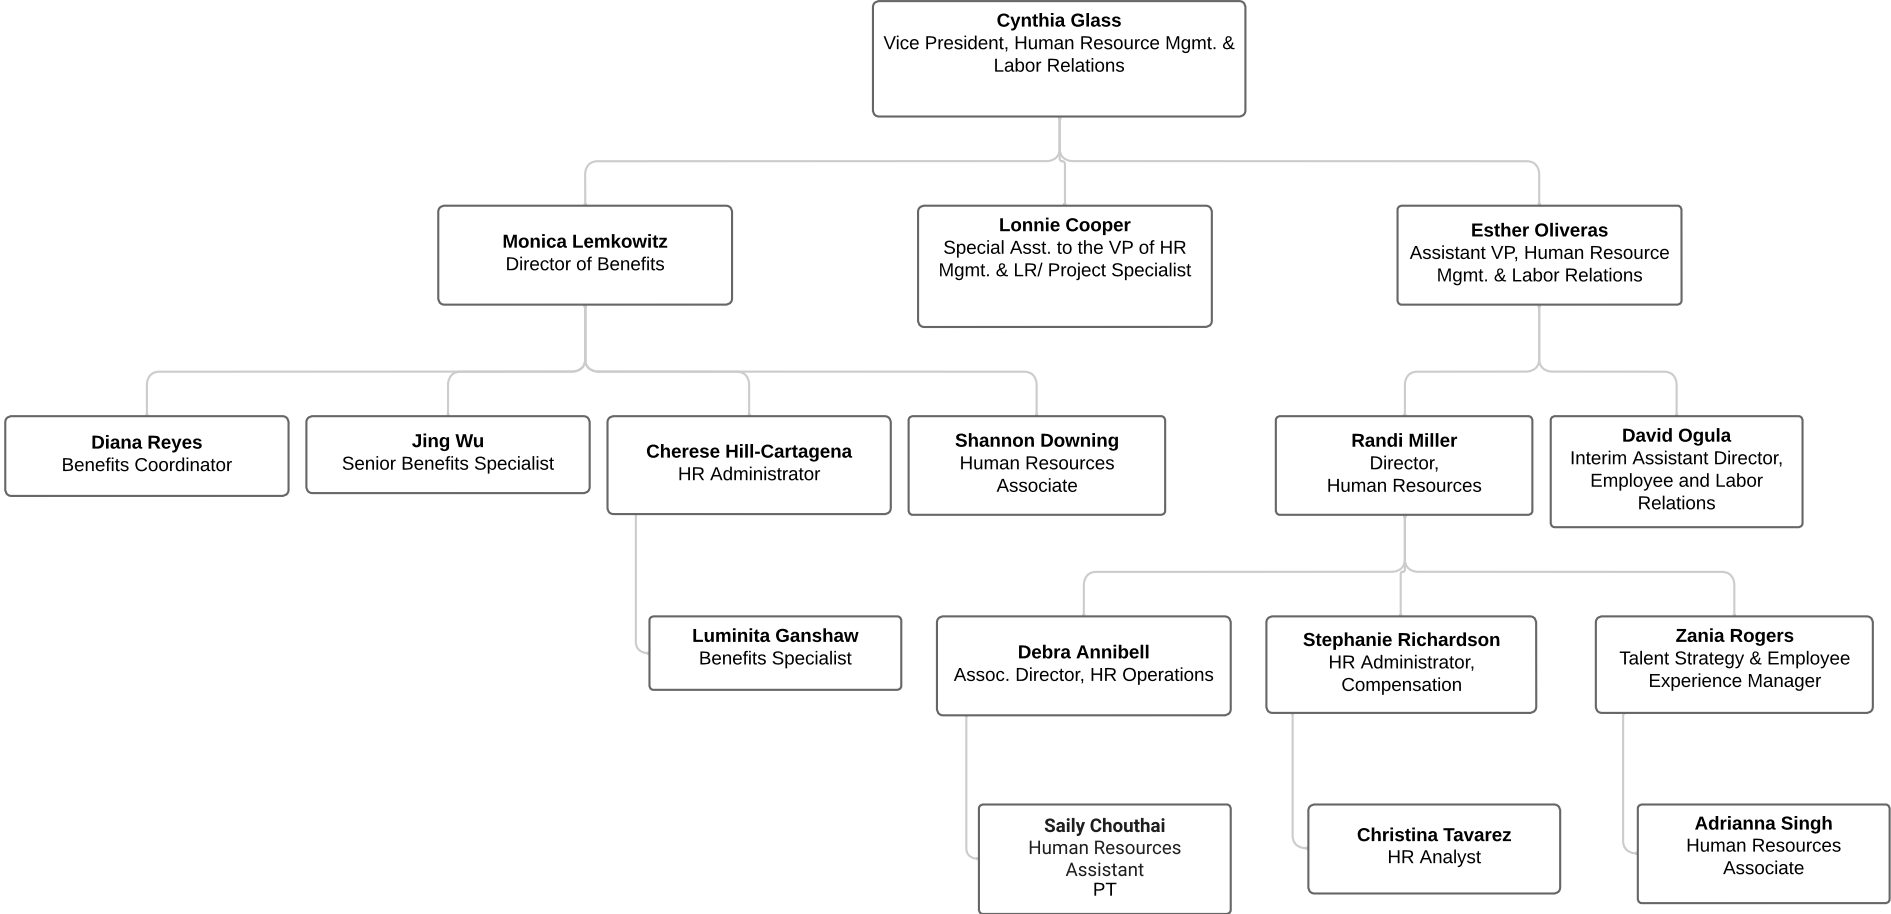 Cynthia Glass
Vice President, Human Resource Mgmt. &
Labor Relations
Monica Lemkowitz
Director of Benefits
Lonnie Cooper
Special Asst. to the VP of HR
Mgmt. & LR/ Project Specialist
Esther Oliveras
Assistant VP, Human Resource
Mgmt. & Labor Relations
Diana Reyes
Benefits Coordinator
Jing Wu
Senior Benefits Specialist
Cherese Hill-Cartagena
HR Administrator
Shannon Downing
Human Resources
Associate
Randi Miller
Director,
Human Resources
David Ogula
Interim Assistant Director,
Employee and Labor
Relations
Luminita Ganshaw
Benefits Specialist
Debra Annibell
Assoc. Director, HR Operations
Stephanie Richardson
HR Administrator,
Compensation
Zania Rogers
Talent Strategy & Employee
Experience Manager
Saily Chouthai
Human Resources
Assistant
PT
Christina Tavarez
HR Analyst
Adrianna Singh
Human Resources
Associate